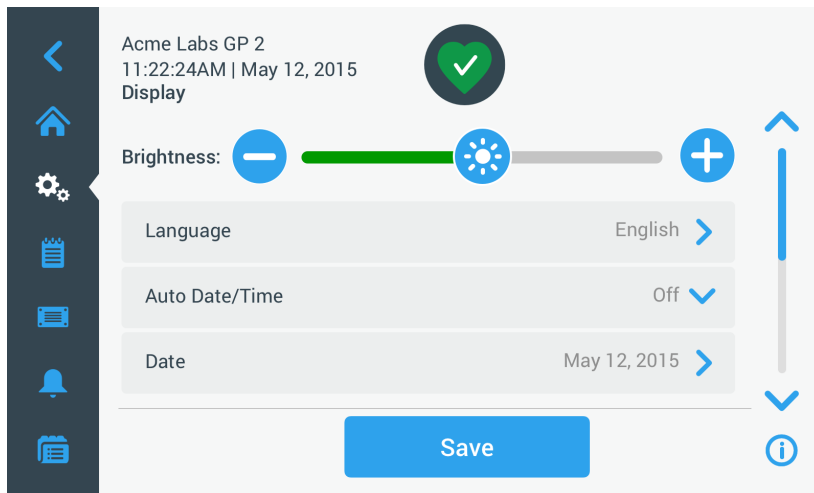 Acme Labs GP 2
11:22:24AM | May 12, 2015
Display
Brightness:
Language English
Auto Date/Time Off
Date May 12, 2015
Save